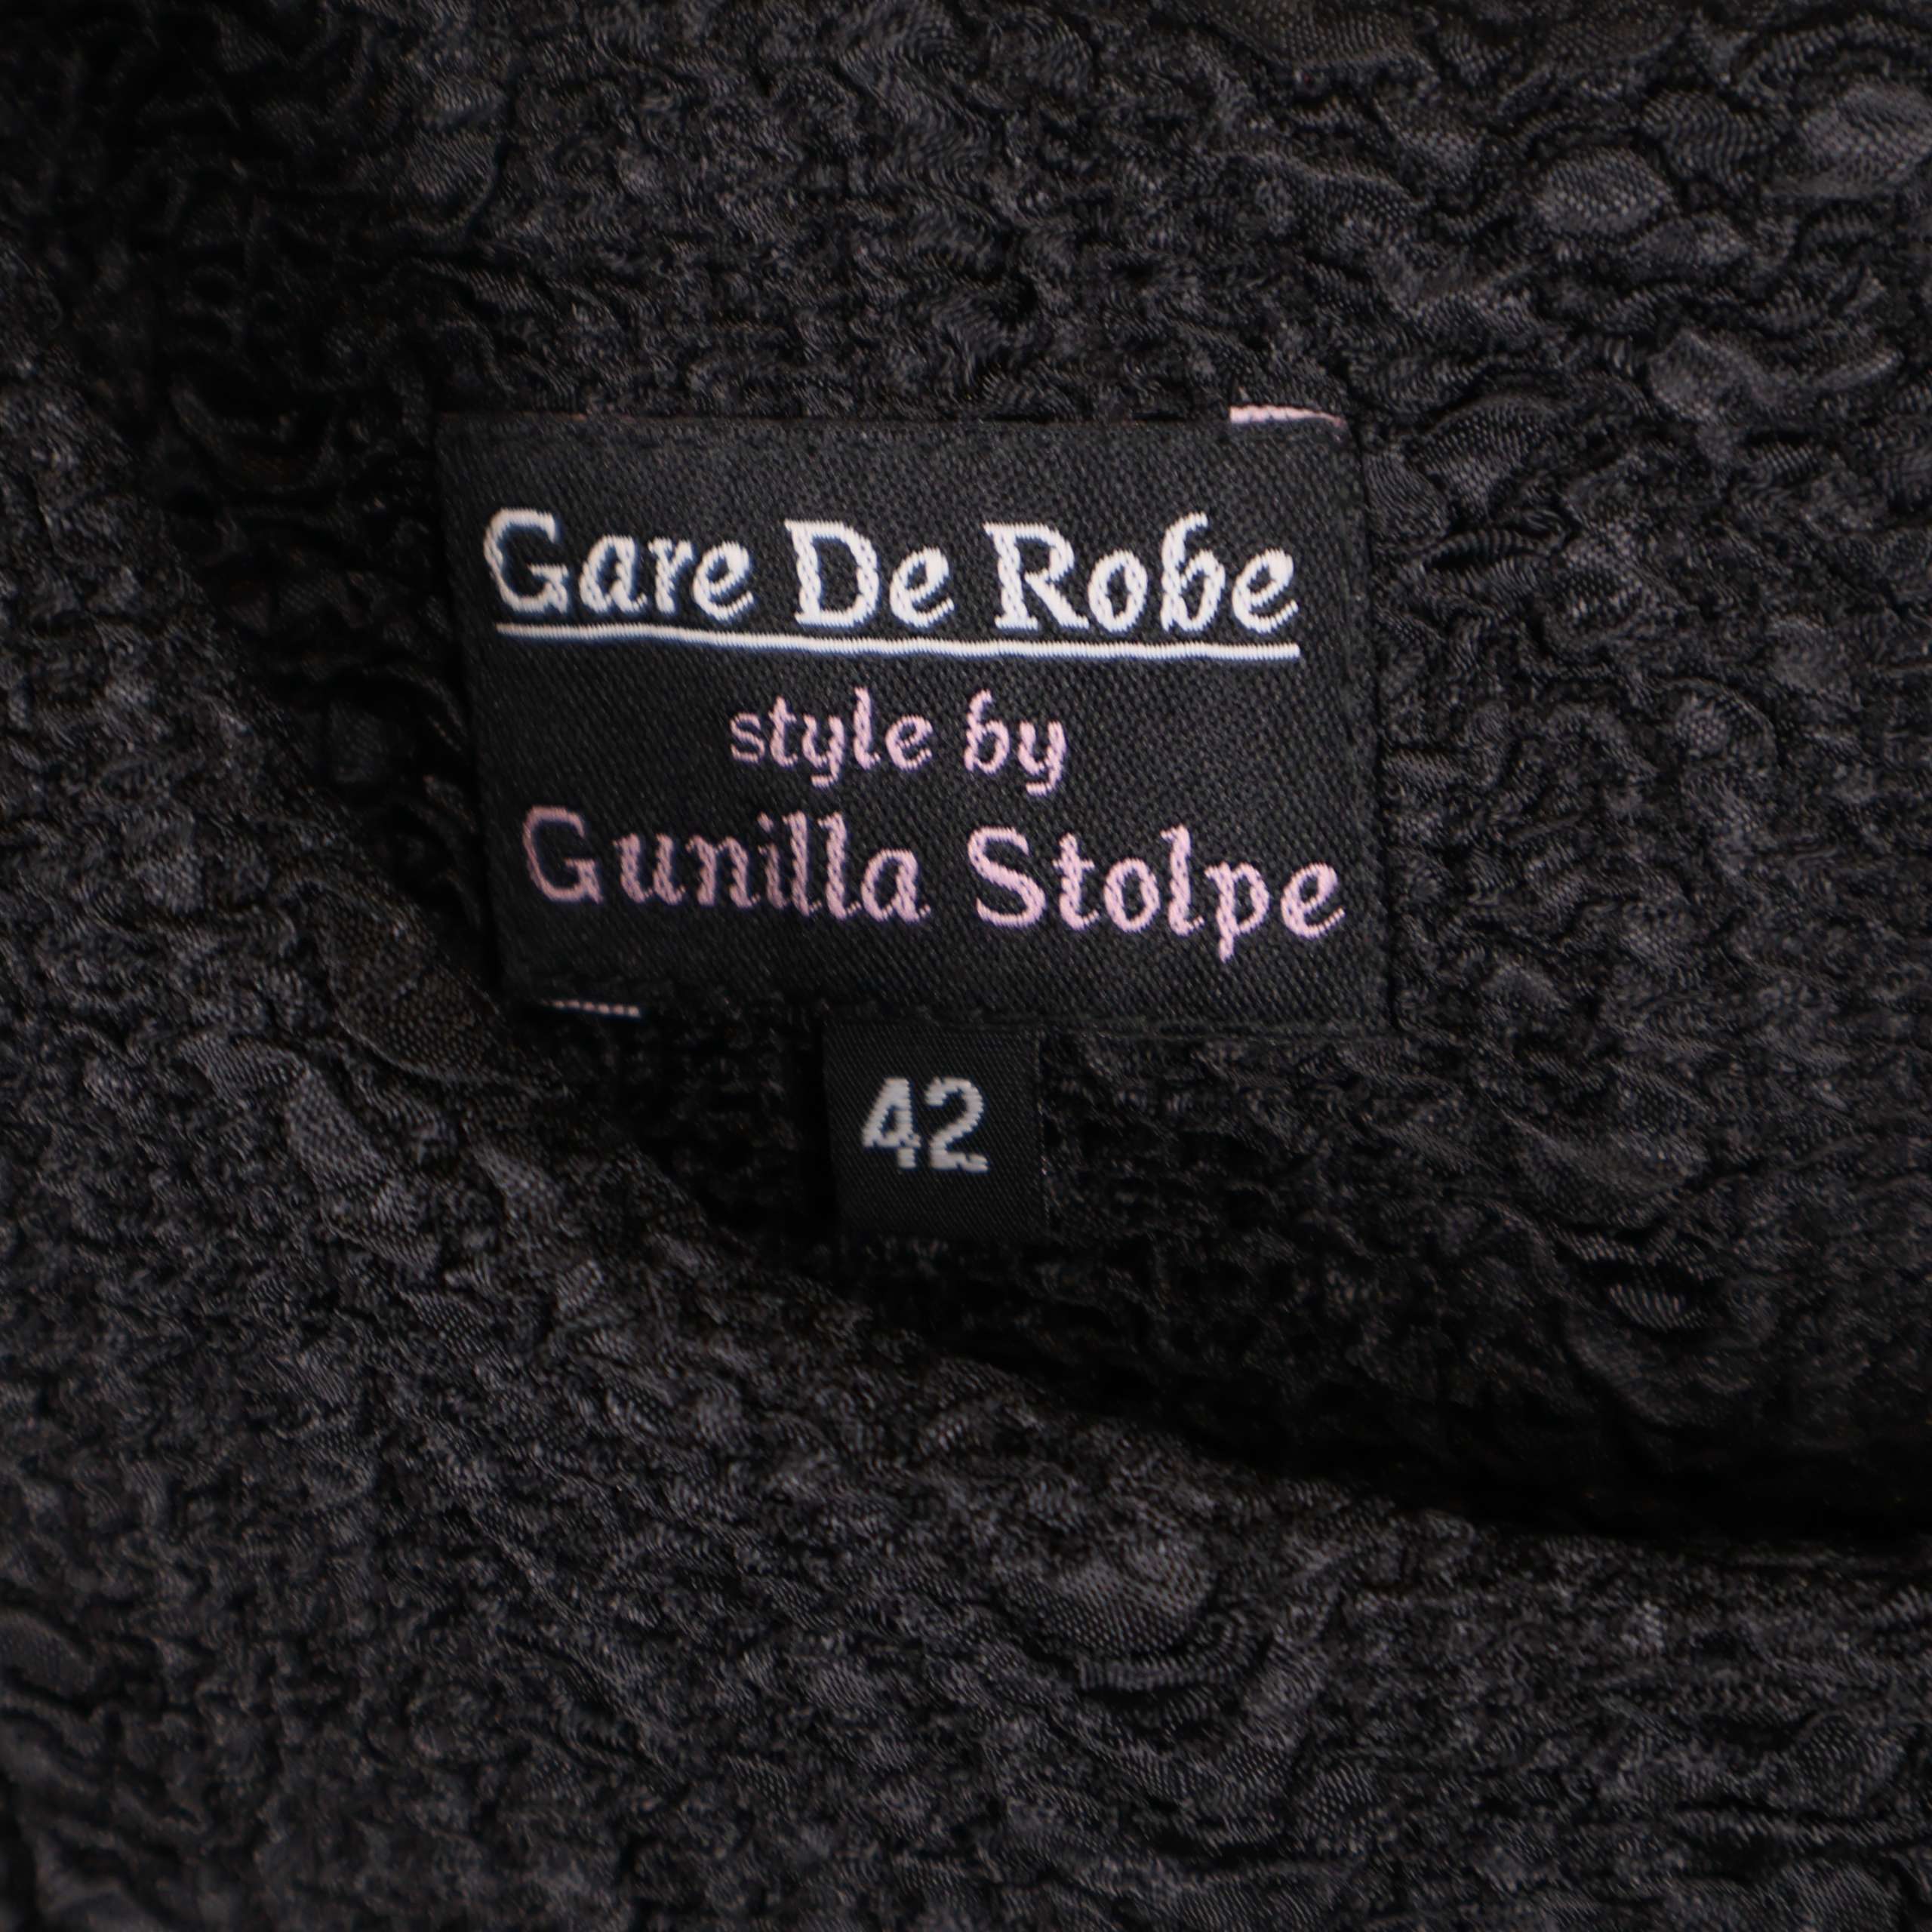 Gare De Robe
style by
Gunilla Stolpe
42